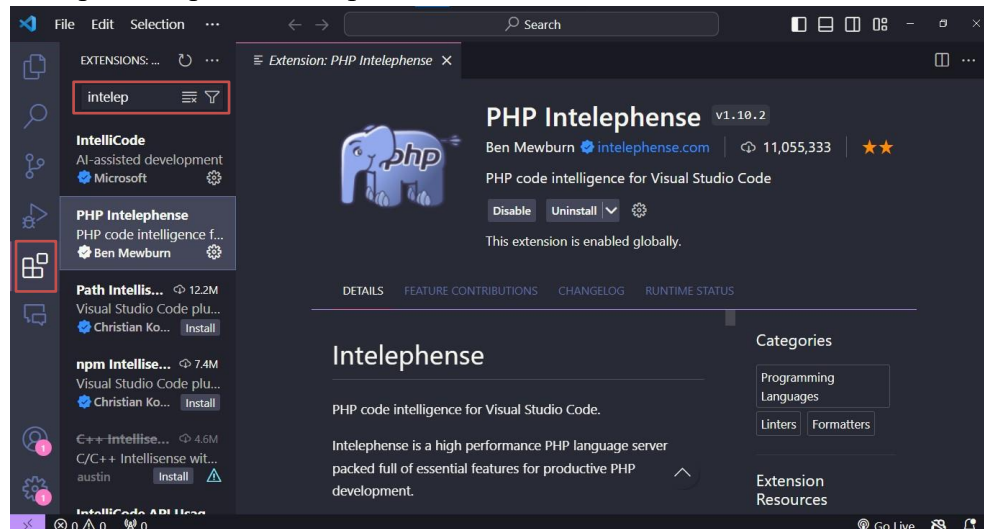 File Edit Selection ...
Search
EXTENSIONS: ...
intelep
IntelliCode
AI-assisted development
Microsoft
PHP Intelephense
PHP code intelligence f...
Ben Mewburn
Path Intellis... 12.2M
Visual Studio Code plu...
Christian Ko... Install
npm Intellise... 7.4M
Visual Studio Code plu...
Christian Ko... Install
C++ Intellise... 4.6M
C/C++ Intellisense wit...
austin Install
IntelliCode API Usag
1
1
0 0 0
Extension: PHP Intelephense
php
PHP Intelephense v1.10.2
Ben Mewburn intelephense.com 11,055,333
PHP code intelligence for Visual Studio Code
Disable Uninstall
This extension is enabled globally.
DETAILS FEATURE CONTRIBUTIONS CHANGELOG RUNTIME STATUS
Intelephense
PHP code intelligence for Visual Studio Code.
Intelephense is a high performance PHP language server
packed full of essential features for productive PHP
development.
Categories
Programming
Languages
Linters Formatters
Extension
Resources
Go Live